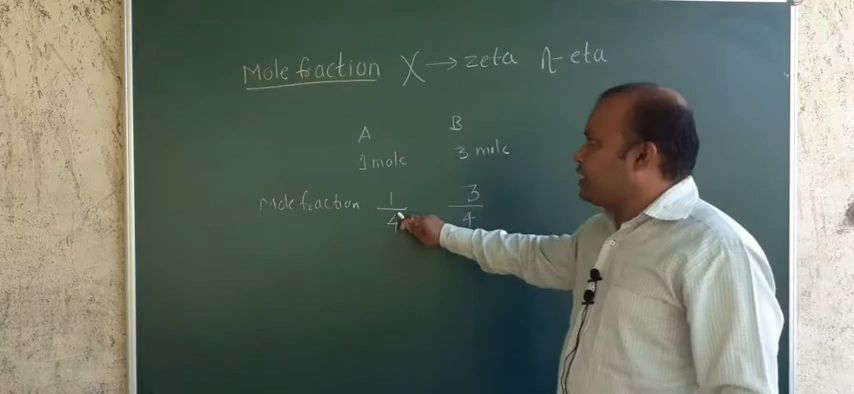 Mole fraction X → zeta η- eta
A B
1 mole 3 mole
Mole fraction 1/4 3/4